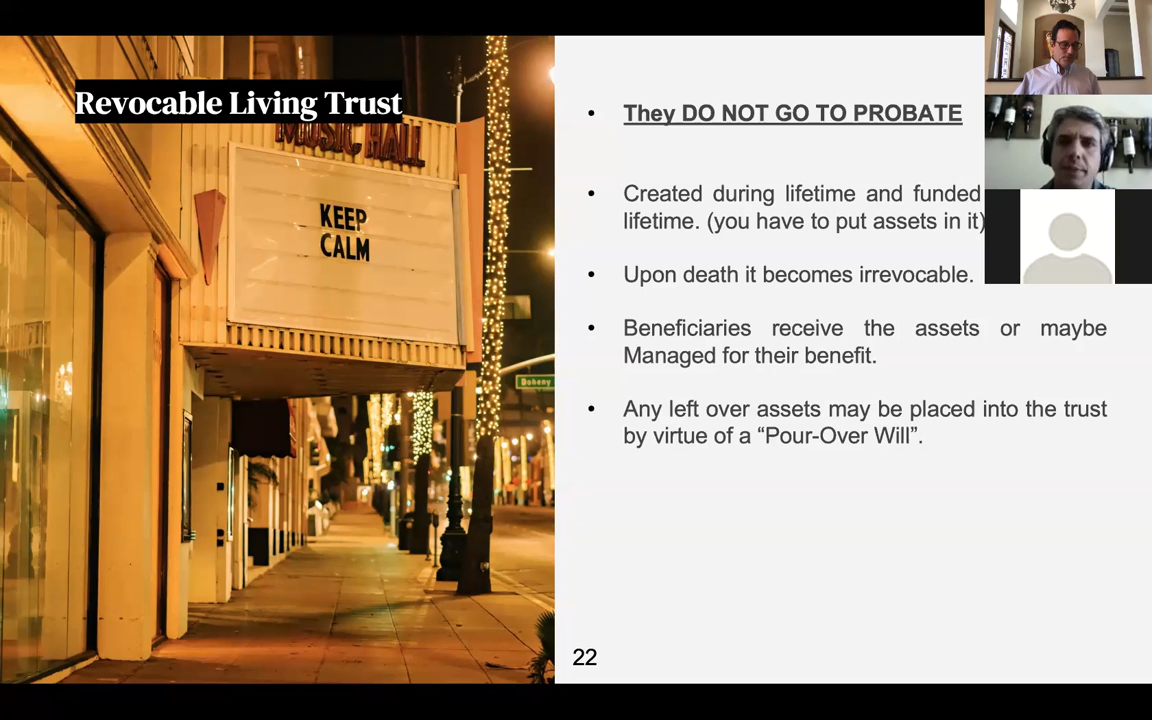 Revocable Living Trust
MUSIC HALL
KEEP
CALM
Doheny
• They DO NOT GO TO PROBATE
• Created during lifetime and funded
lifetime. (you have to put assets in it)
• Upon death it becomes irrevocable.
• Beneficiaries receive the assets or maybe
Managed for their benefit.
• Any left over assets may be placed into the trust
by virtue of a “Pour-Over Will”.
22